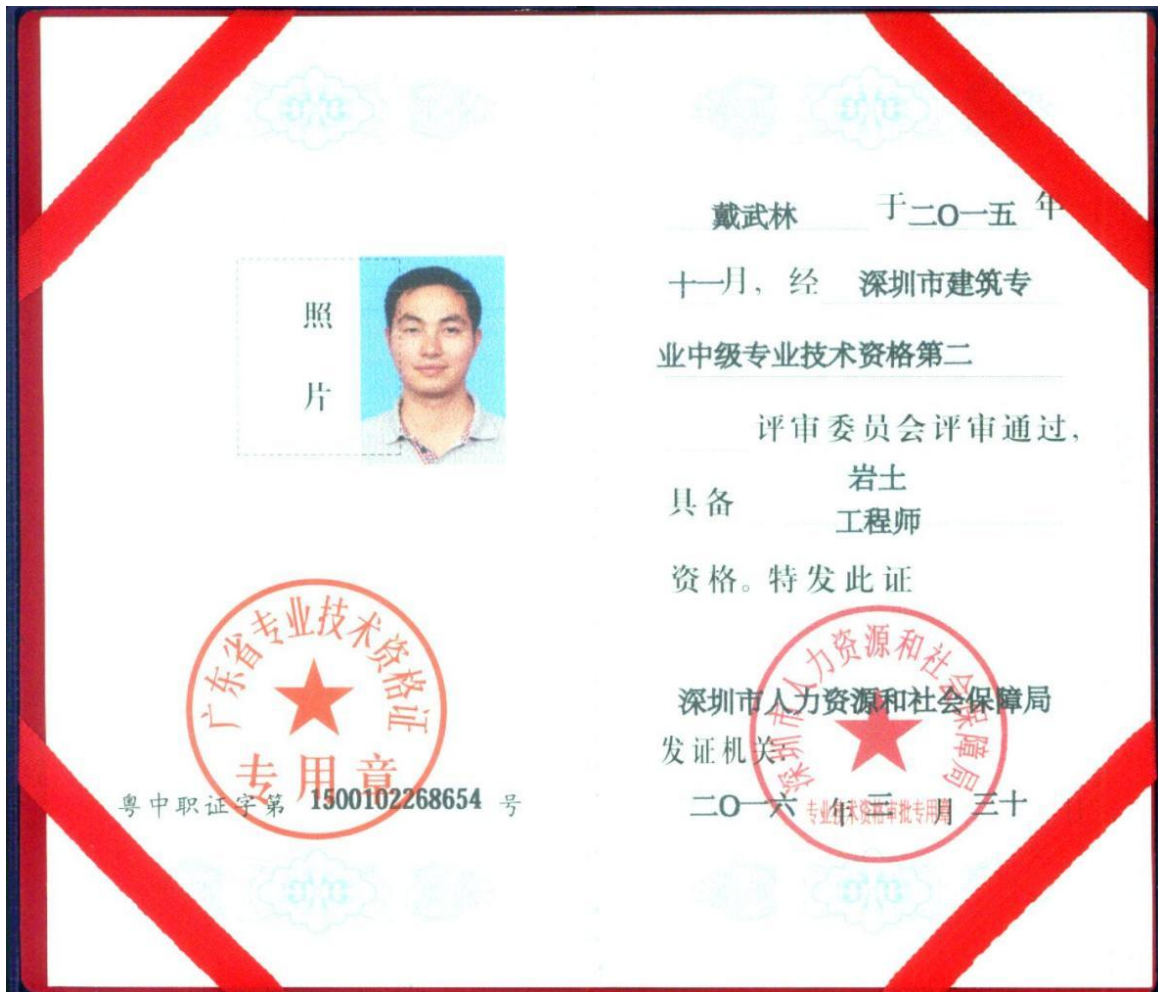 照
片
广东省专业技术资格证
专用章
粤中职证字第 1500102268654 号
戴武林 于二O一五 年
十一月，经 深圳市建筑专
业中级专业技术资格第二
评审委员会评审通过，
具备 岩土
工程师
资格。特发此证
深圳市人力资源和社会保障局
深圳市人力资源和社会保障局
发证机关：
二O一六 年 三 月 三十
专业技术资格审批专用章